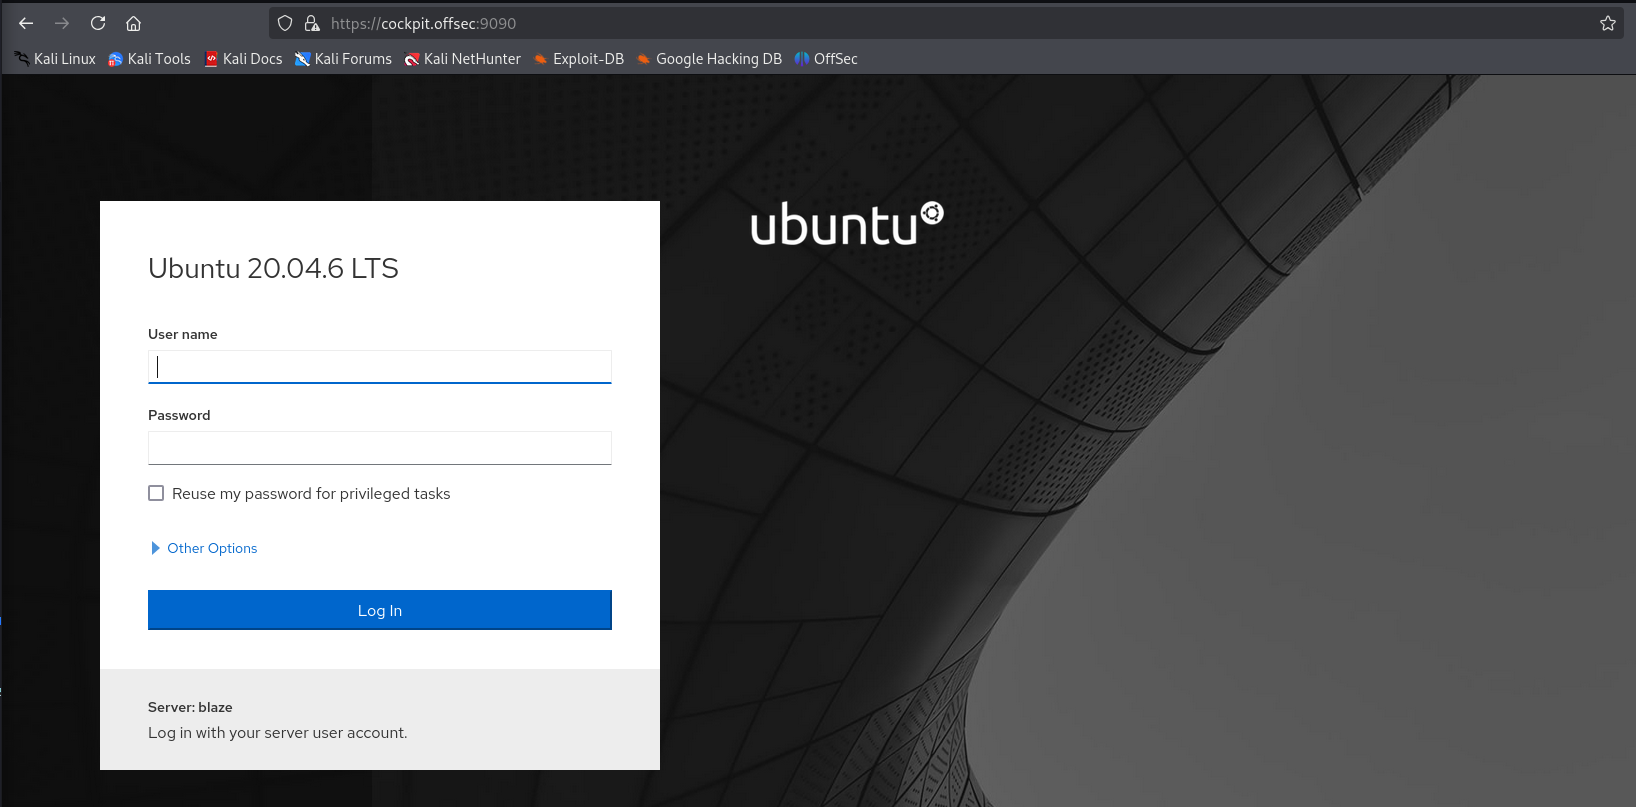 https://cockpit.offsec:9090
Kali Linux Kali Tools Kali Docs Kali Forums Kali NetHunter Exploit-DB Google Hacking DB OffSec
ubuntu
Ubuntu 20.04.6 LTS
User name
Password
Reuse my password for privileged tasks
Other Options
Log In
Server: blaze
Log in with your server user account.